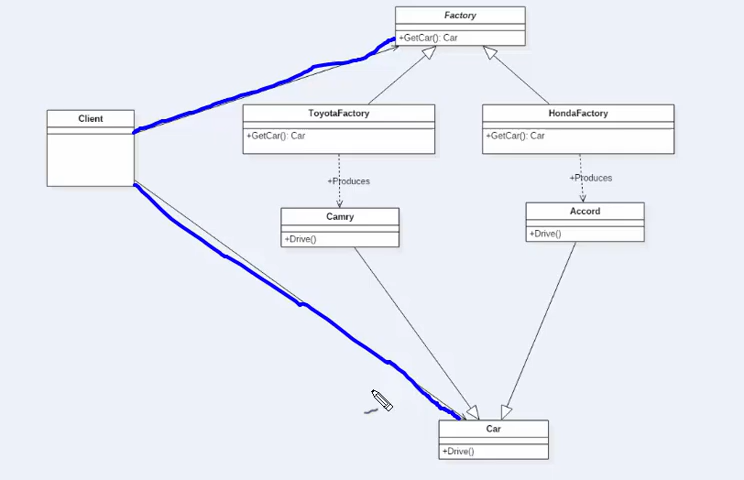 Factory
+GetCar(): Car
Client
ToyotaFactory
+GetCar(): Car
HondaFactory
+GetCar(): Car
+Produces
+Produces
Camry
+Drive()
Accord
+Drive()
Car
+Drive()